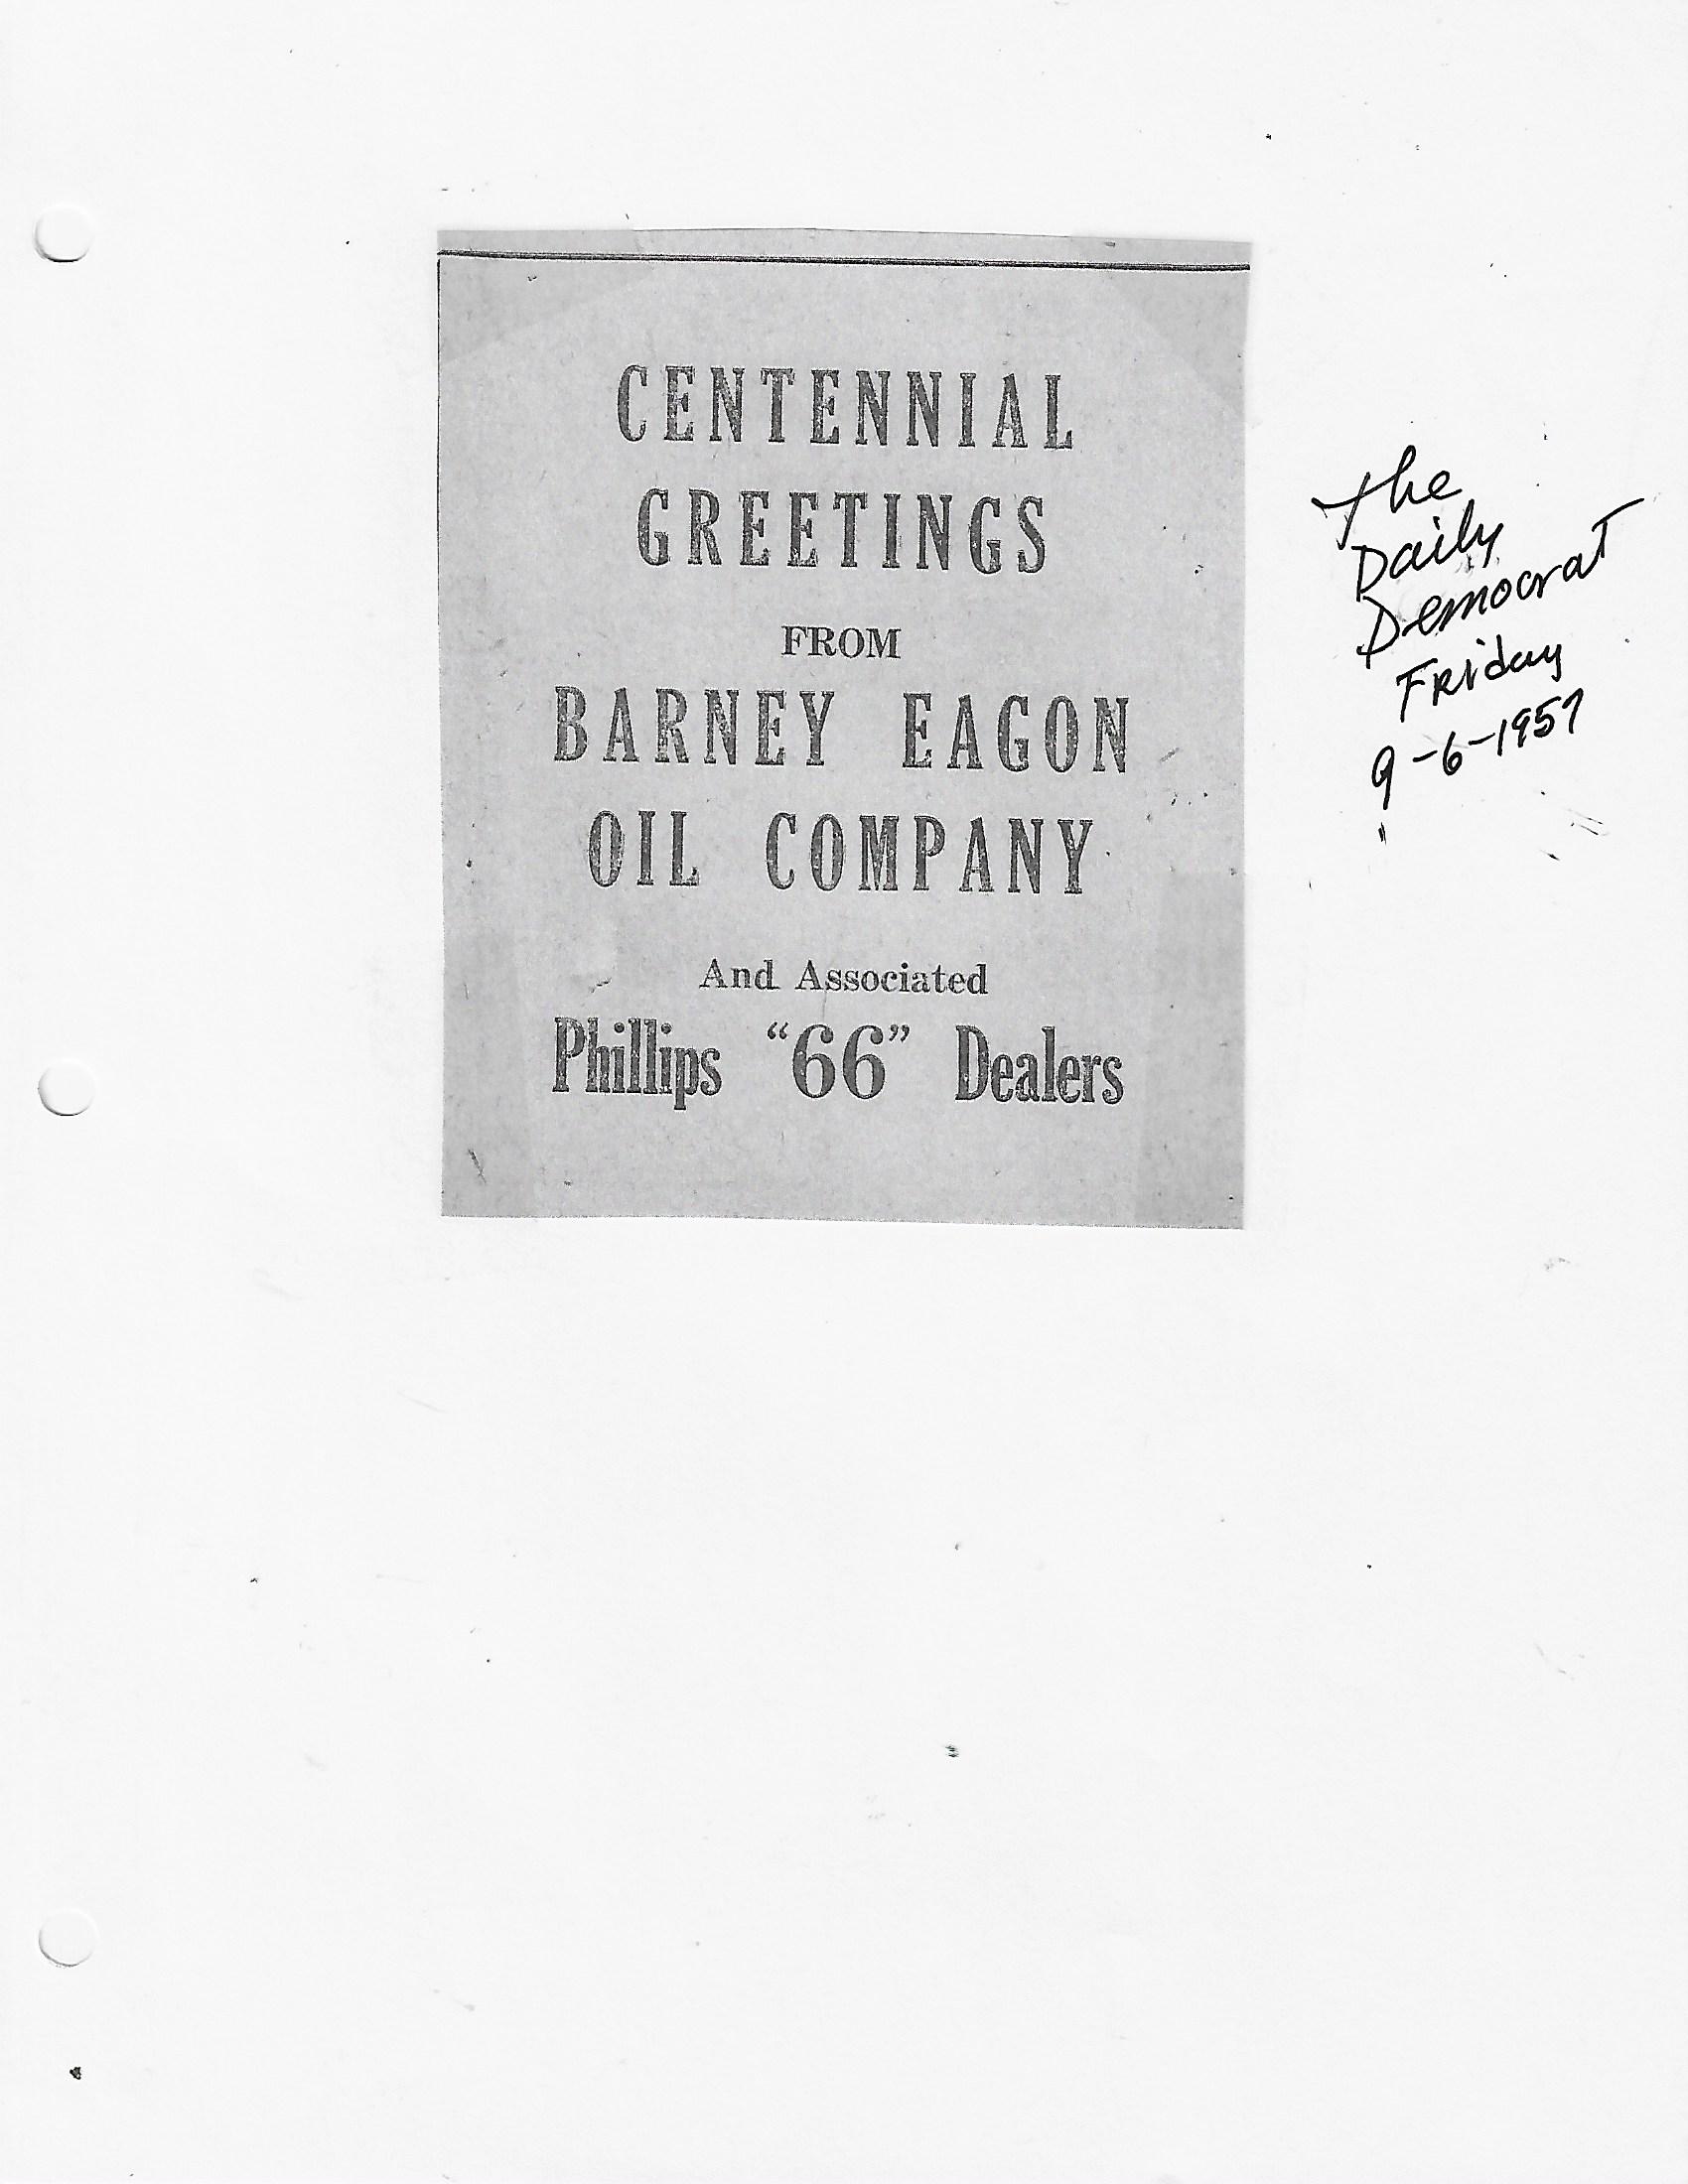 CENTENNIAL
GREETINGS
FROM
BARNEY EAGON
OIL COMPANY
And Associated
Phillips "66" Dealers
The
Daily
Democrat
Friday
9-6-1957